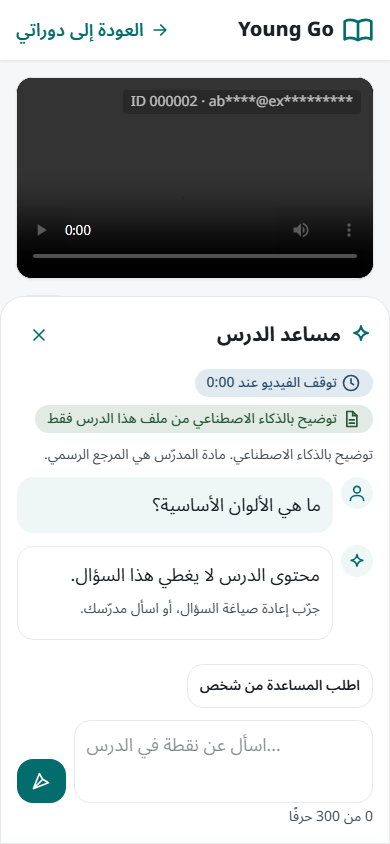 Young Go
العودة إلى دوراتي
ID 000002 · ab****@ex*********
0:00
مساعد الدرس
توقف الفيديو عند 0:00
توضيح بالذكاء الاصطناعي من ملف هذا الدرس فقط
توضيح بالذكاء الاصطناعي. مادة المدرّس هي المرجع الرسمي.
ما هي الألوان الأساسية؟
محتوى الدرس لا يغطي هذا السؤال.
جرّب إعادة صياغة السؤال، أو اسأل مدرّسك.
اطلب المساعدة من شخص
اسأل عن نقطة في الدرس...
0 من 300 حرفًا